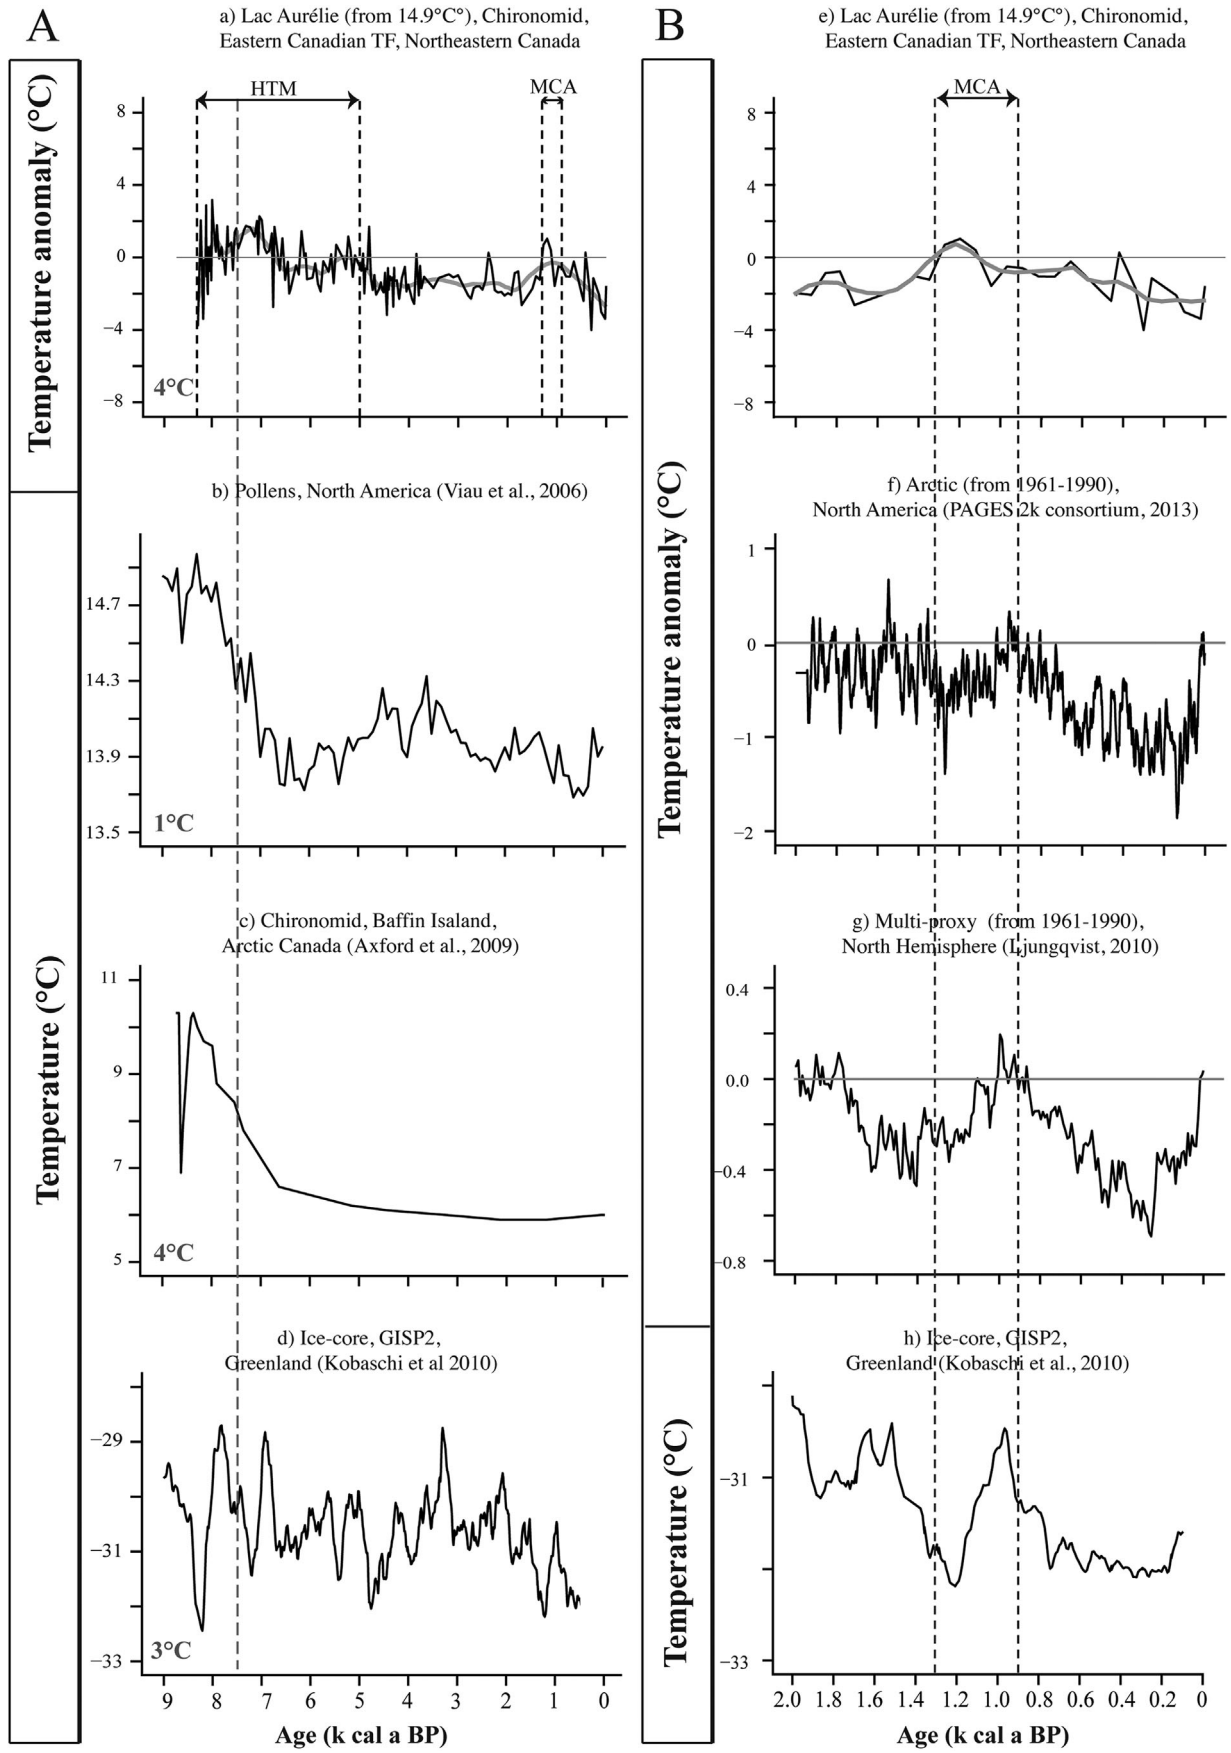 A
a) Lac Aurélie (from 14.9°C°), Chironomid,
Eastern Canadian TF, Northeastern Canada
Temperature anomaly (°C)
HTM
MCA
8
4
0
−4
−8
4°C
b) Pollens, North America (Viau et al., 2006)
14.7
14.3
13.9
13.5
1°C
Temperature (°C)
c) Chironomid, Baffin Isaland,
Arctic Canada (Axford et al., 2009)
11
9
7
5
4°C
d) Ice-core, GISP2,
Greenland (Kobaschi et al 2010)
−29
−31
−33
3°C
9 8 7 6 5 4 3 2 1 0
Age (k cal a BP)
B
e) Lac Aurélie (from 14.9°C°), Chironomid,
Eastern Canadian TF, Northeastern Canada
MCA
8
4
0
−4
−8
Temperature anomaly (°C)
f) Arctic (from 1961-1990),
North America (PAGES 2k consortium, 2013)
1
0
−1
−2
g) Multi-proxy (from 1961-1990),
North Hemisphere (Ljungqvist, 2010)
0.4
0.0
−0.4
−0.8
h) Ice-core, GISP2,
Greenland (Kobaschi et al., 2010)
Temperature (°C)
−31
−33
2.0 1.8 1.6 1.4 1.2 1.0 0.8 0.6 0.4 0.2 0
Age (k cal a BP)